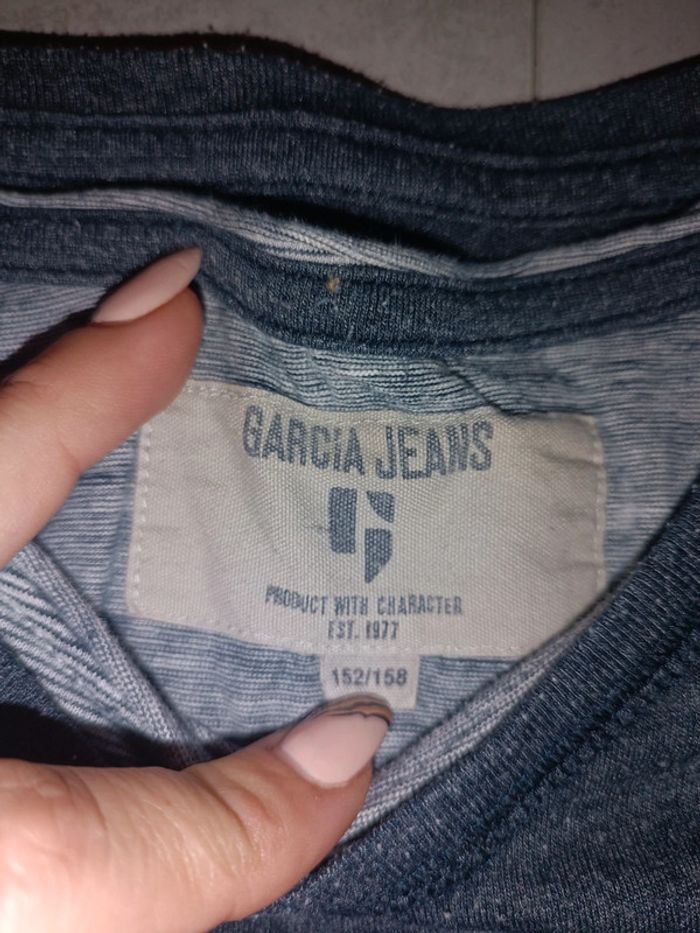 GARCIA JEANS
PRODUCT WITH CHARACTER
EST. 1977
152/158